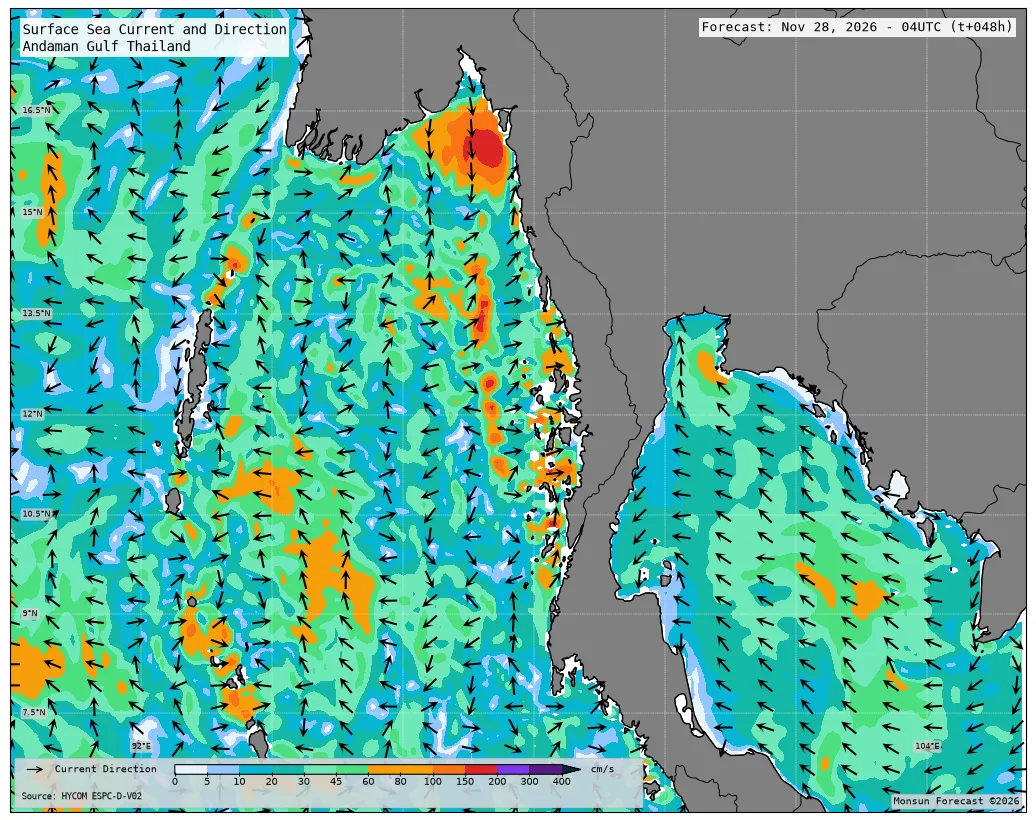 Surface Sea Current and Direction
Andaman Gulf Thailand
Forecast: Nov 28, 2026 - 04UTC (t+048h)
16.5°N
15°N
13.5°N
12°N
10.5°N
9°N
7.5°N
92°E
104°E
Current Direction
0 5 10 20 30 45 60 80 100 150 200 300 400 cm/s
Source: HYCOM ESPC-D-V02
Monsun Forecast ©2026